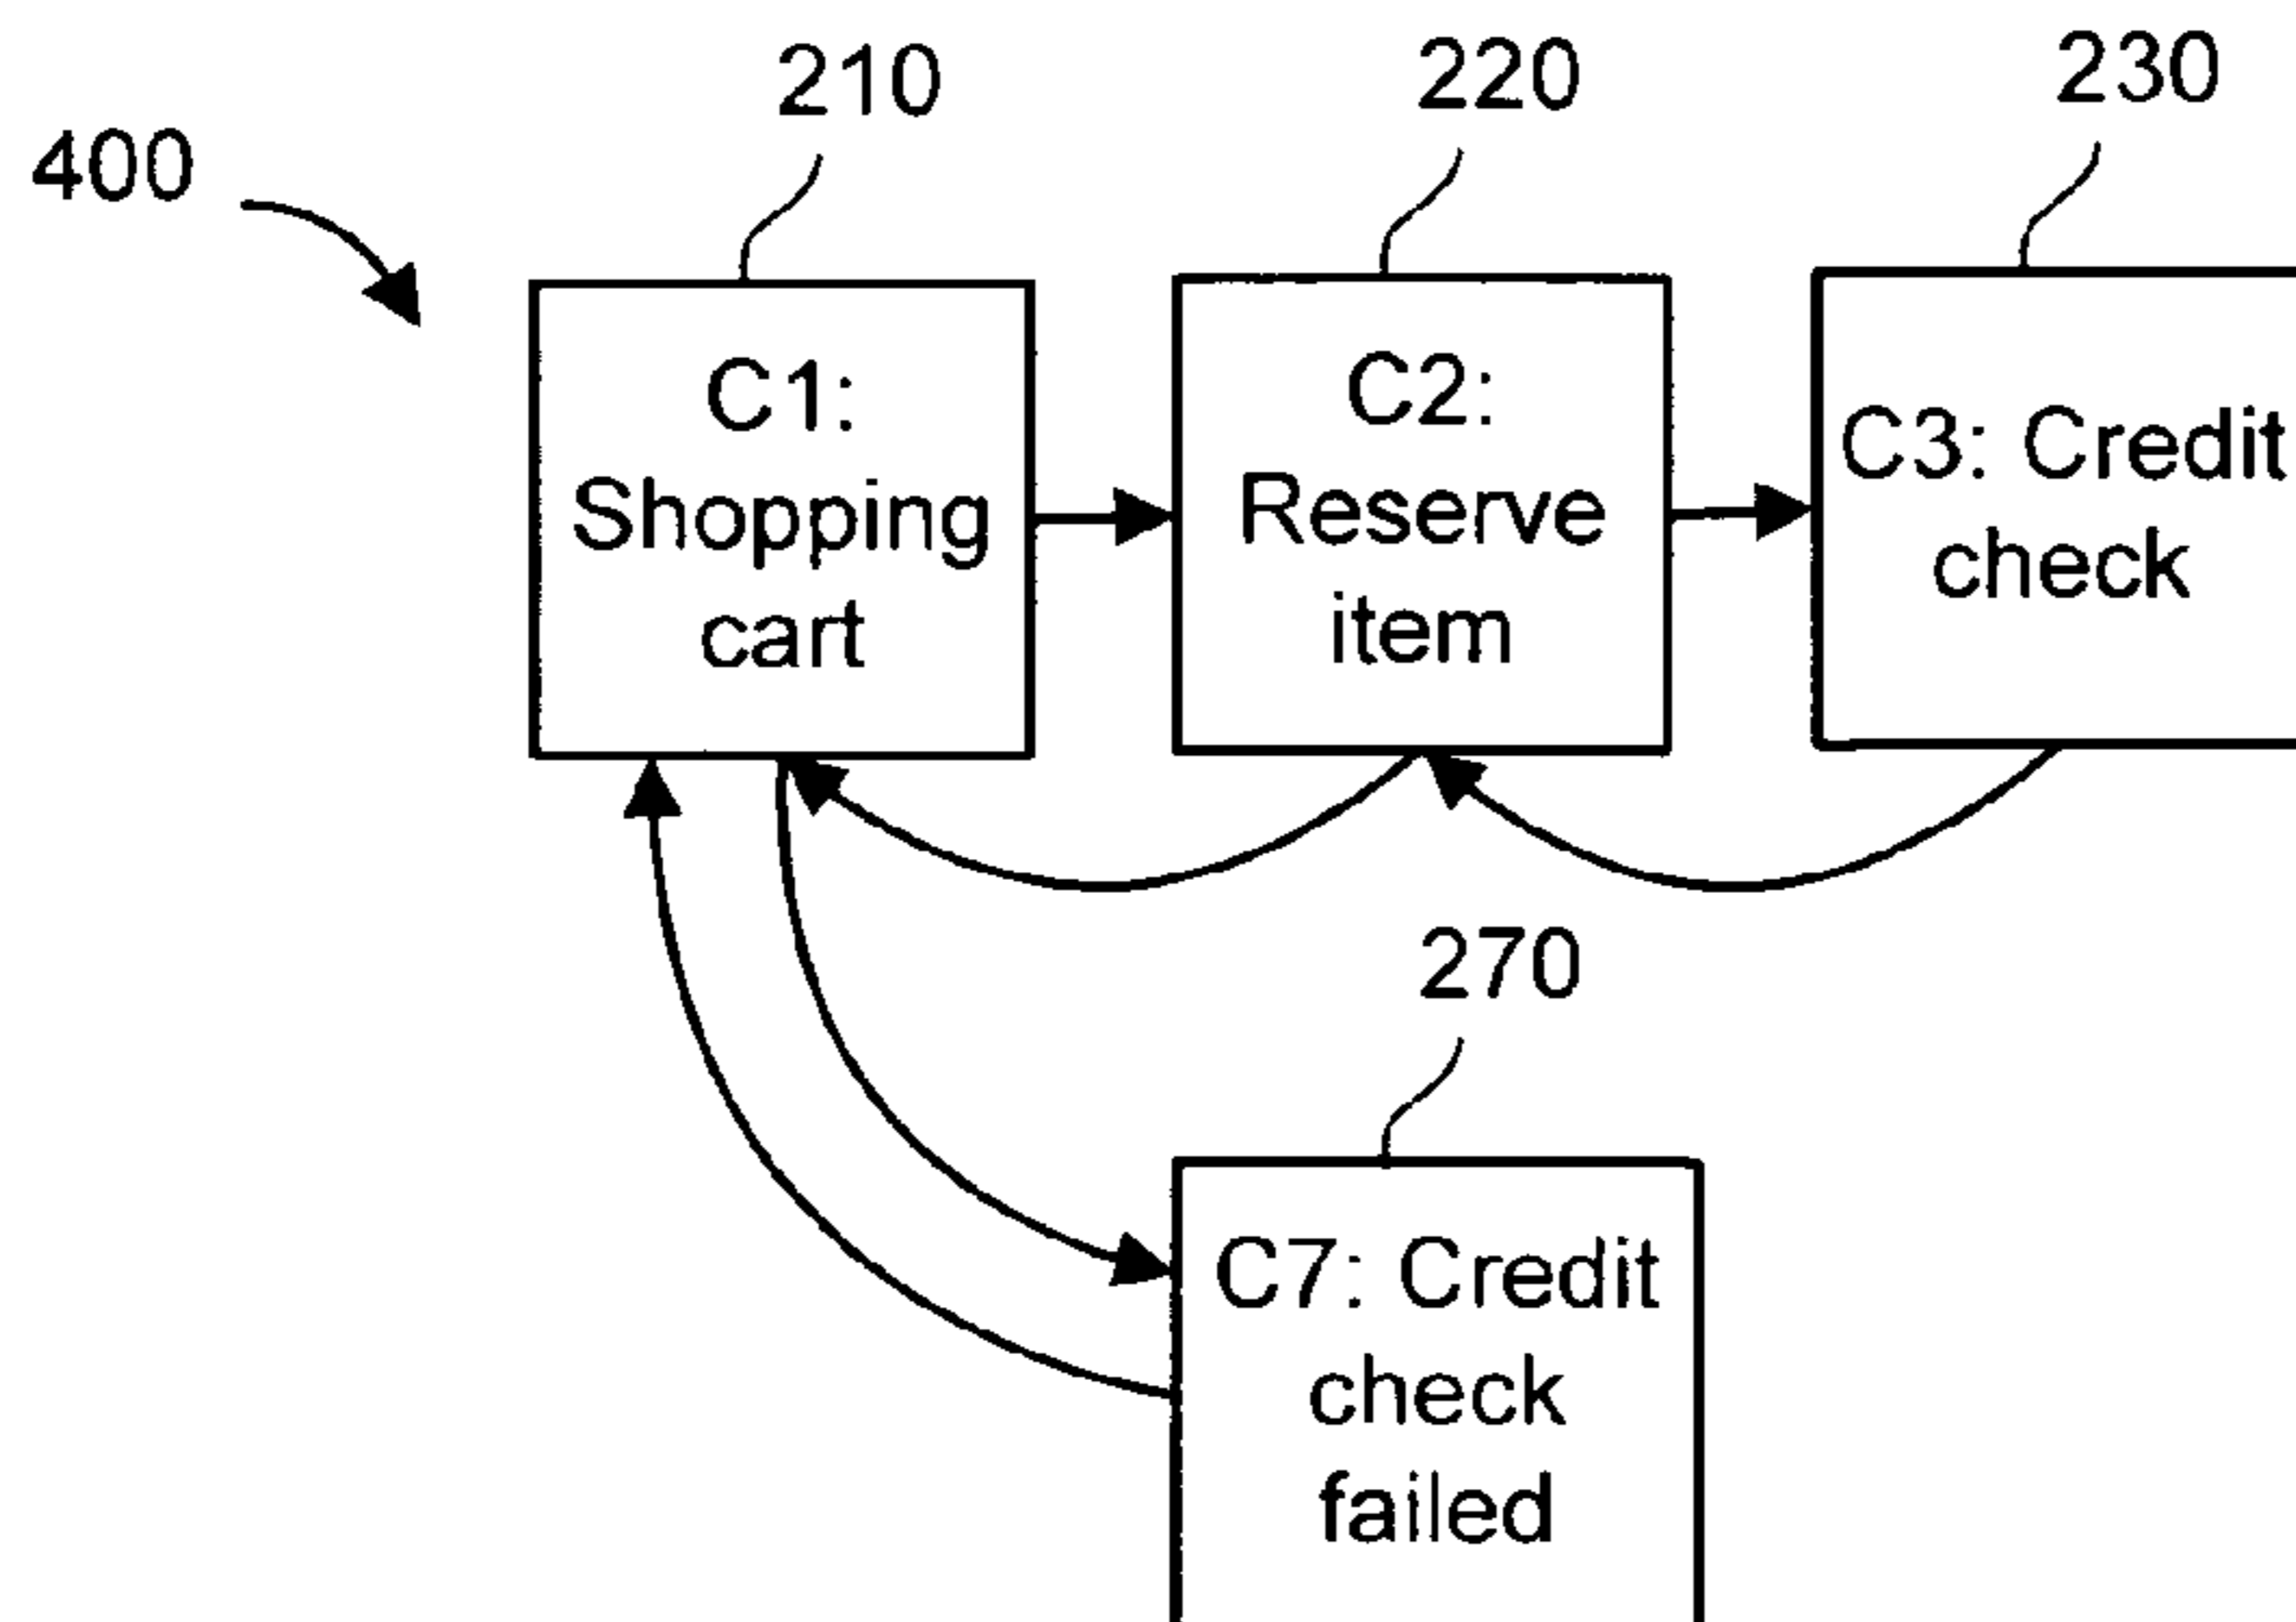 400
210
220
230
C1:
Shopping
cart
C2:
Reserve
item
C3: Credit
check
270
C7: Credit
check
failed